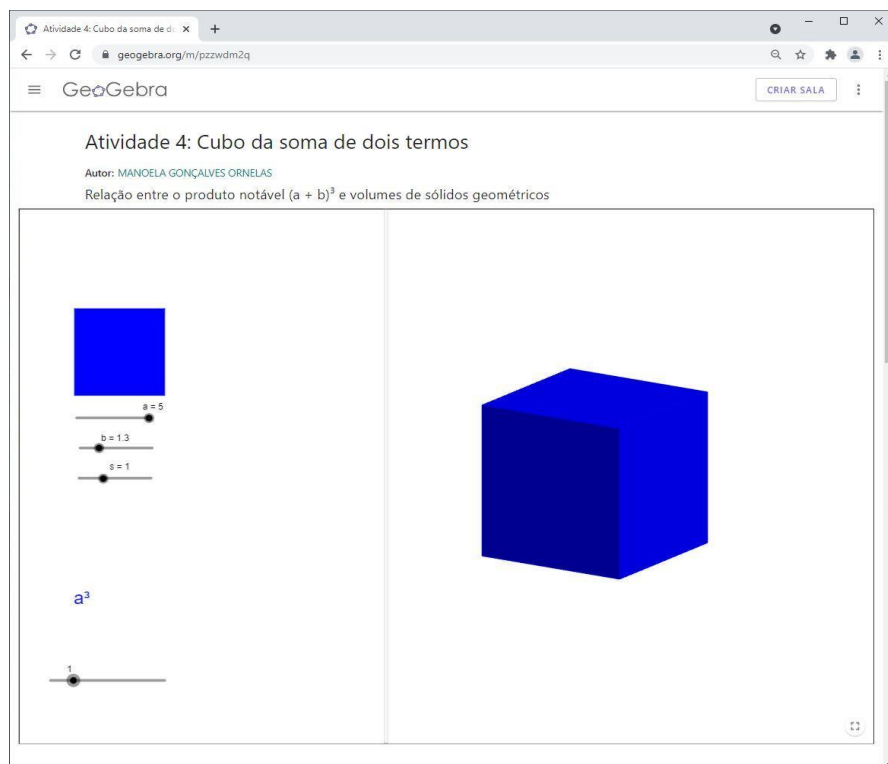 Atividade 4: Cubo da soma de d
geogebra.org/m/pzzwdm2q
GeoGebra
CRIAR SALA
Atividade 4: Cubo da soma de dois termos
Autor: MANOELA GONÇALVES ORNELAS
Relação entre o produto notável (a + b)³ e volumes de sólidos geométricos
a = 5
b = 1.3
s = 1
a³
1